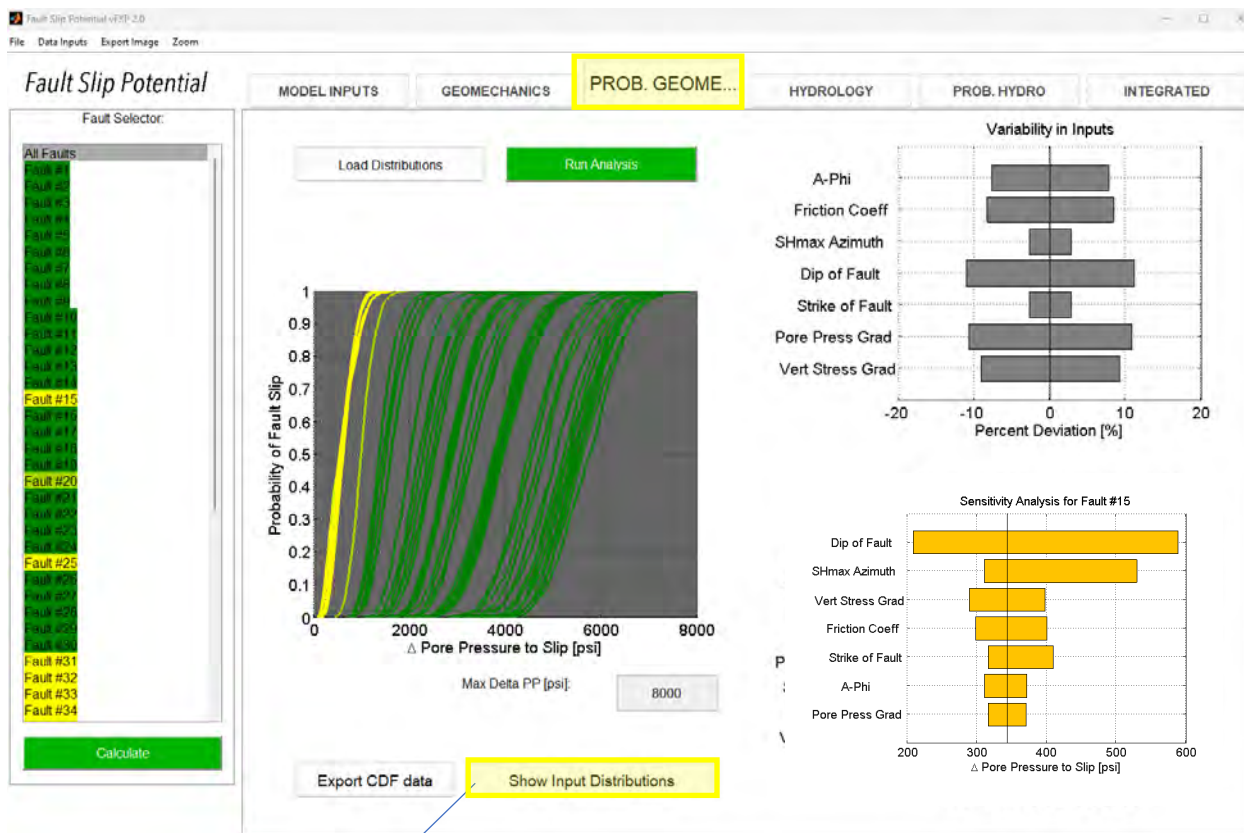 Fault Slip Potential vFXP 2.0
File Data Inputs Export Image Zoom
Fault Slip Potential
MODEL INPUTS
GEOMECHANICS
PROB. GEOME...
HYDROLOGY
PROB. HYDRO
INTEGRATED
Fault Selector:
All Faults
Fault #1
Fault #2
Fault #3
Fault #4
Fault #5
Fault #6
Fault #7
Fault #8
Fault #9
Fault #10
Fault #11
Fault #12
Fault #13
Fault #14
Fault #15
Fault #16
Fault #17
Fault #18
Fault #19
Fault #20
Fault #21
Fault #22
Fault #23
Fault #24
Fault #25
Fault #26
Fault #27
Fault #28
Fault #29
Fault #30
Fault #31
Fault #32
Fault #33
Fault #34
Calculate
Load Distributions
Run Analysis
Probability of Fault Slip
1
0.9
0.8
0.7
0.6
0.5
0.4
0.3
0.2
0.1
0
0 2000 4000 6000 8000
Δ Pore Pressure to Slip [psi]
Max Delta PP [psi]:
8000
Export CDF data
Show Input Distributions
Variability in Inputs
A-Phi
Friction Coeff
SHmax Azimuth
Dip of Fault
Strike of Fault
Pore Press Grad
Vert Stress Grad
-20 -10 0 10 20
Percent Deviation [%]
Sensitivity Analysis for Fault #15
Dip of Fault
SHmax Azimuth
Vert Stress Grad
Friction Coeff
Strike of Fault
A-Phi
Pore Press Grad
200 300 400 500 600
Δ Pore Pressure to Slip [psi]